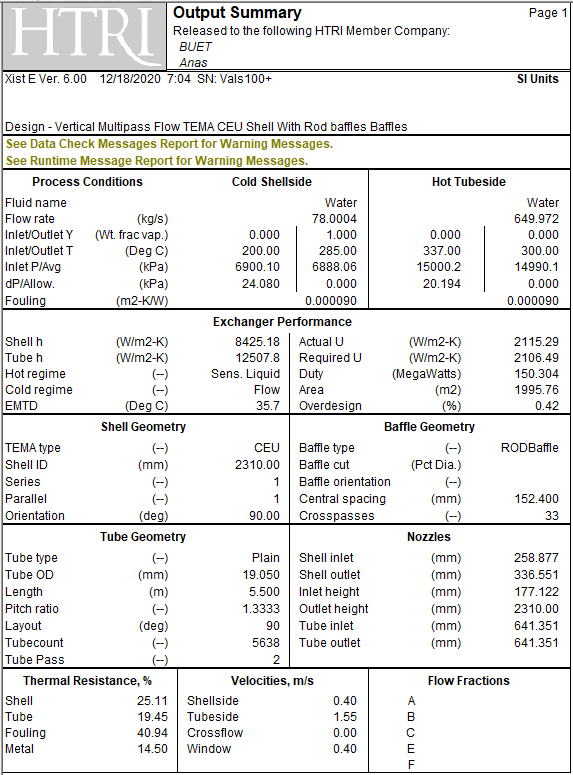 HTRI
Output Summary Page 1
Released to the following HTRI Member Company:
BUET
Anas
Xist E Ver. 6.00 12/18/2020 7:04 SN: Vals100+ SI Units
Design - Vertical Multipass Flow TEMA CEU Shell With Rod baffles Baffles
See Data Check Messages Report for Warning Messages.
See Runtime Message Report for Warning Messages.
Process Conditions Cold Shellside Hot Tubeside
Fluid name Water Water
Flow rate (kg/s) 78.0004 649.972
Inlet/Outlet Y (Wt. frac vap.) 0.000 1.000 0.000 0.000
Inlet/Outlet T (Deg C) 200.00 285.00 337.00 300.00
Inlet P/Avg (kPa) 6900.10 6888.06 15000.2 14990.1
dP/Allow. (kPa) 24.080 0.000 20.194 0.000
Fouling (m2-K/W) 0.000090 0.000090
Exchanger Performance
Shell h (W/m2-K) 8425.18 Actual U (W/m2-K) 2115.29
Tube h (W/m2-K) 12507.8 Required U (W/m2-K) 2106.49
Hot regime (--) Sens. Liquid Duty (MegaWatts) 150.304
Cold regime (--) Flow Area (m2) 1995.76
EMTD (Deg C) 35.7 Overdesign (%) 0.42
Shell Geometry Baffle Geometry
TEMA type (--) CEU Baffle type (--) RODBaffle
Shell ID (mm) 2310.00 Baffle cut (Pct Dia.)
Series (--) 1 Baffle orientation (--)
Parallel (--) 1 Central spacing (mm) 152.400
Orientation (deg) 90.00 Crosspasses (--) 33
Tube Geometry Nozzles
Tube type (--) Plain Shell inlet (mm) 258.877
Tube OD (mm) 19.050 Shell outlet (mm) 336.551
Length (m) 5.500 Inlet height (mm) 177.122
Pitch ratio (--) 1.3333 Outlet height (mm) 2310.00
Layout (deg) 90 Tube inlet (mm) 641.351
Tubecount (--) 5638 Tube outlet (mm) 641.351
Tube Pass (--) 2
Thermal Resistance, % Velocities, m/s Flow Fractions
Shell 25.11 Shellside 0.40 A
Tube 19.45 Tubeside 1.55 B
Fouling 40.94 Crossflow 0.00 C
Metal 14.50 Window 0.40 E
F